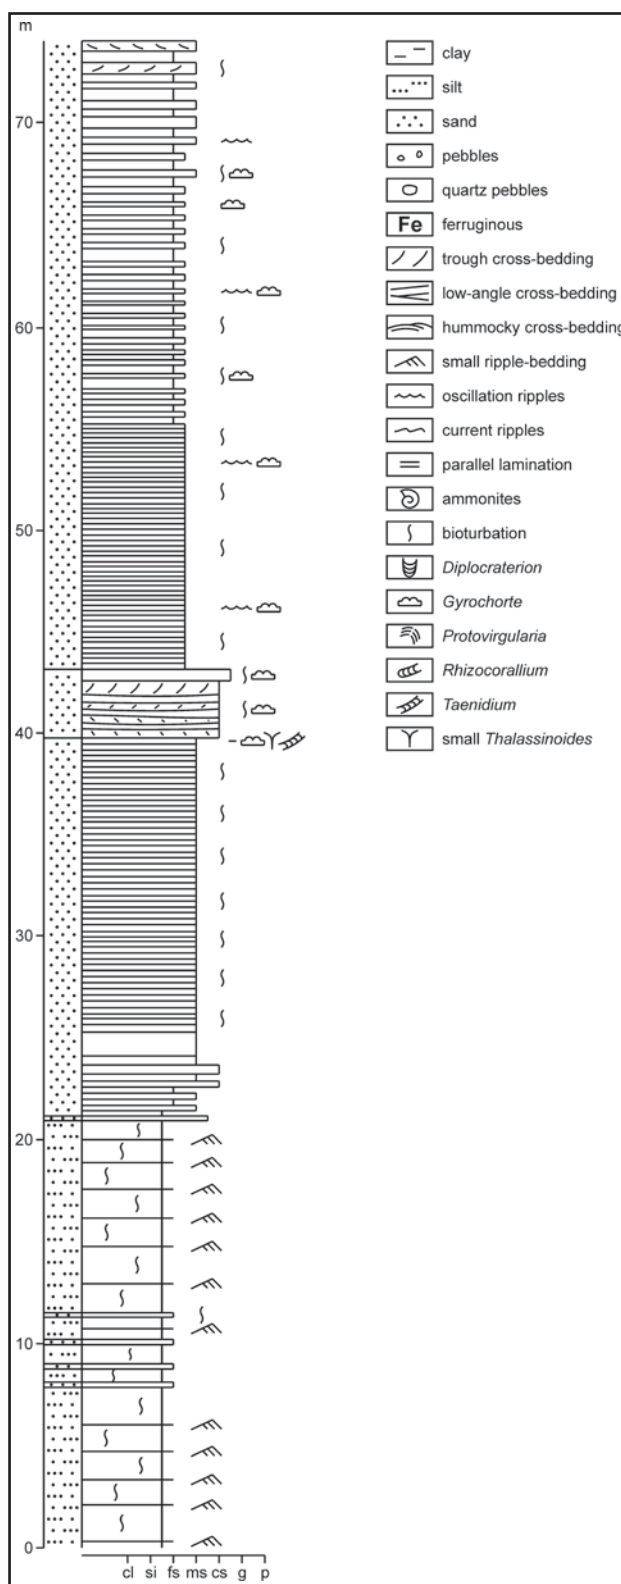 m
70
60
50
40
30
20
10
0
cl si fs ms cs g p
clay
silt
sand
pebbles
quartz pebbles
Fe ferruginous
trough cross-bedding
low-angle cross-bedding
hummocky cross-bedding
small ripple-bedding
oscillation ripples
current ripples
parallel lamination
ammonites
bioturbation
Diplocraterion
Gyrochorte
Protovirgularia
Rhizocorallium
Taenidium
small Thalassinoides